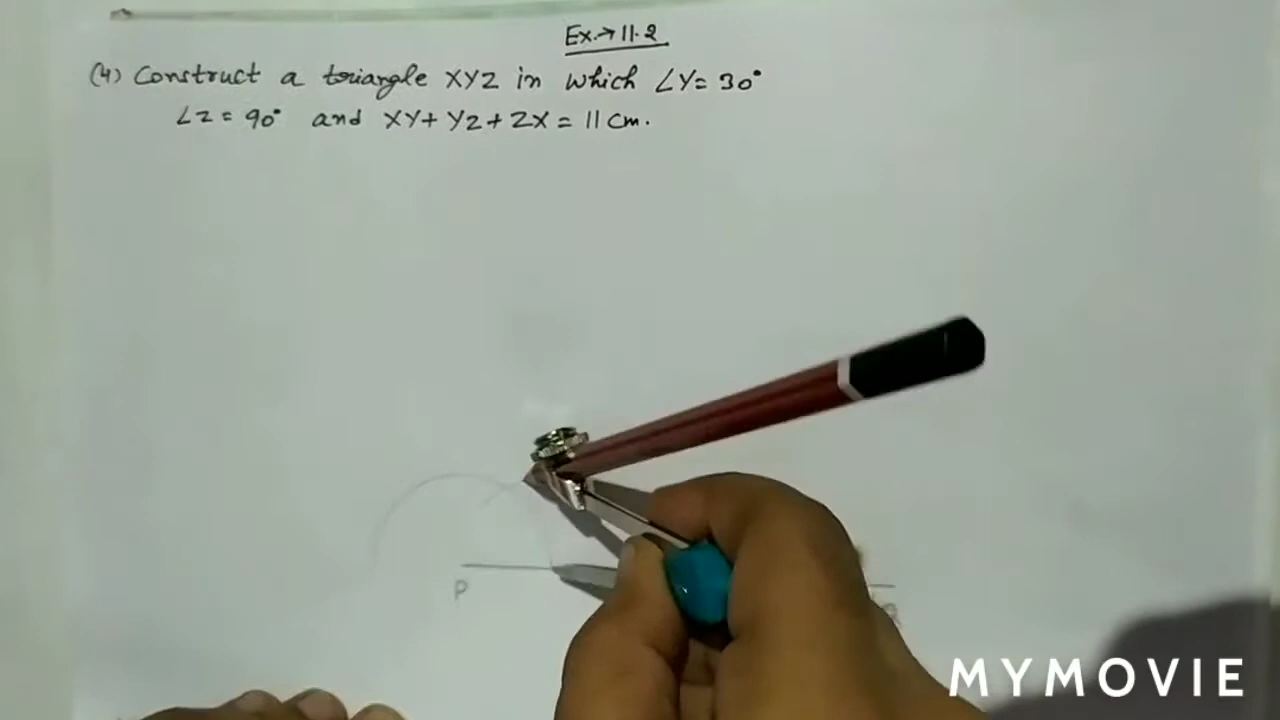 Ex.→11.2
(4) Construct a triangle XYZ in which ∠Y= 30°
∠Z = 90° and XY+ YZ + ZX = 11 cm.
P
MYMOVIE